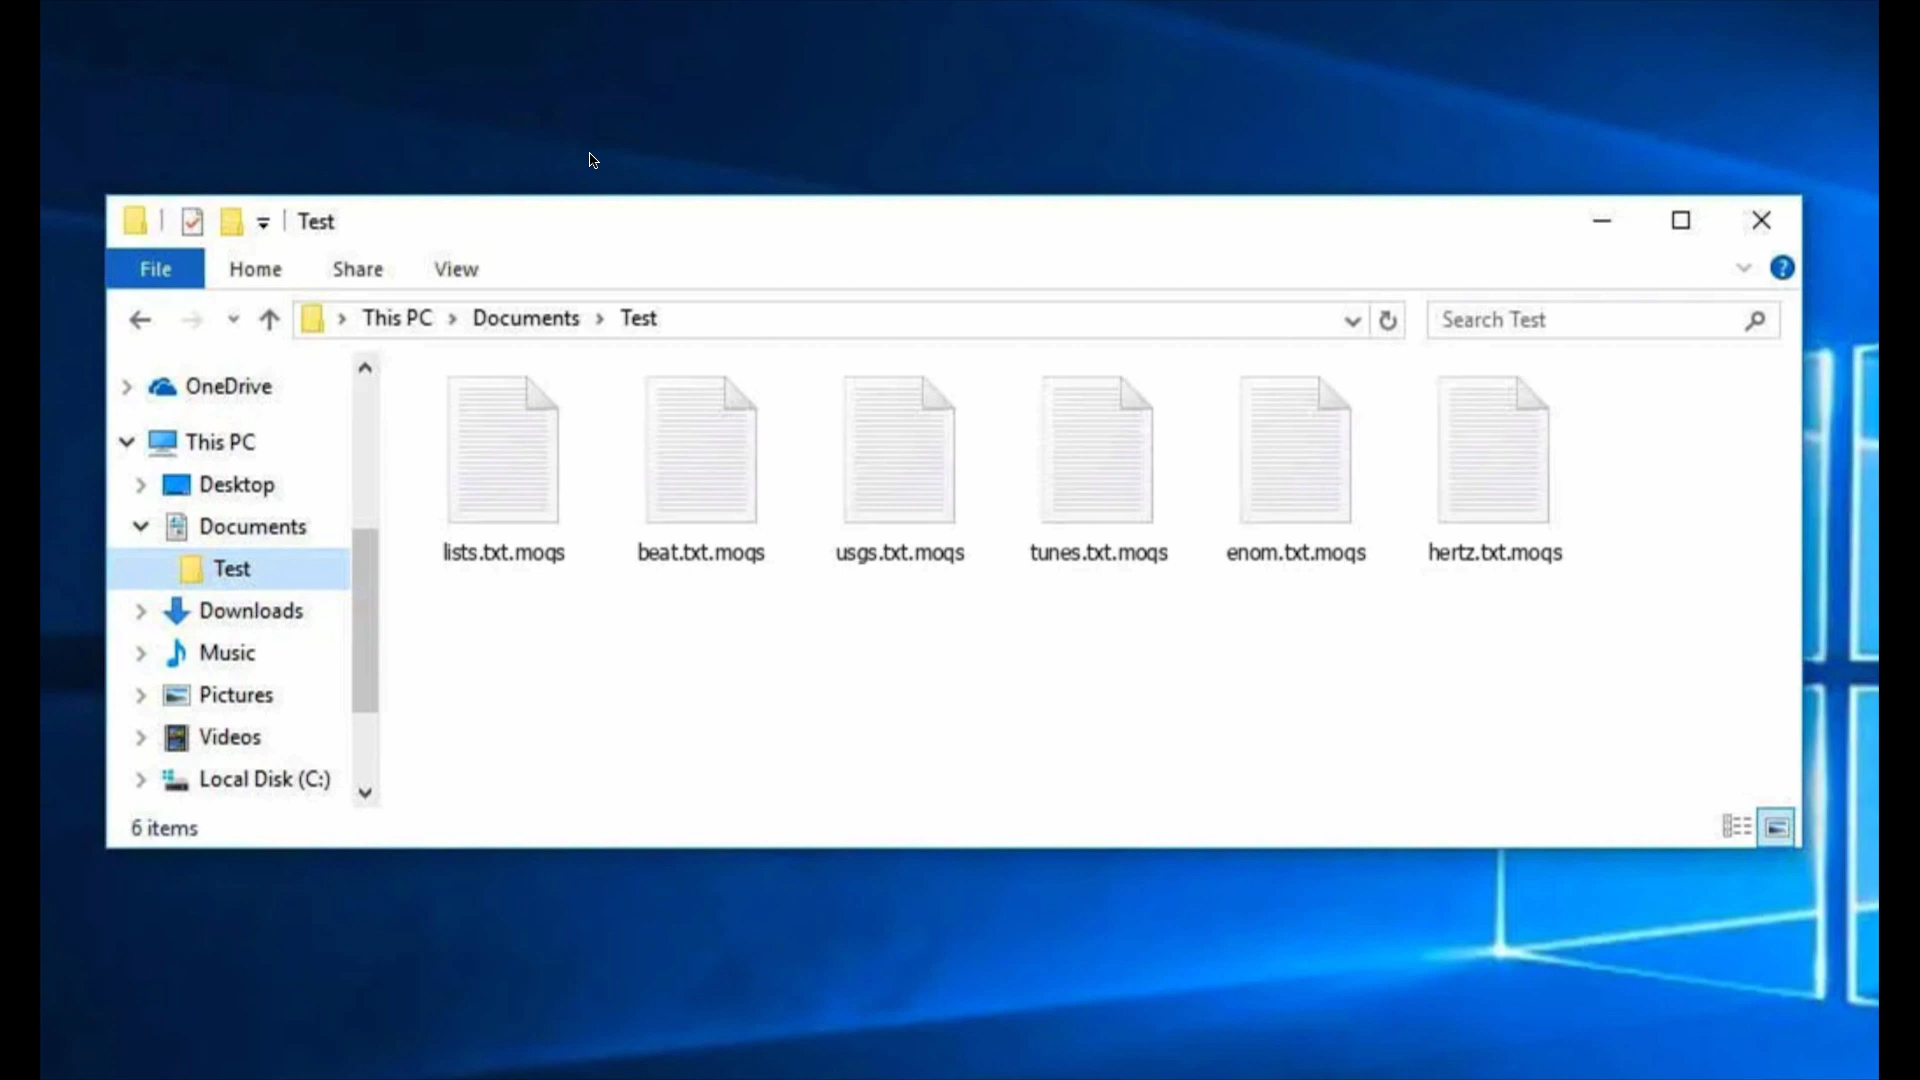 Test
File Home Share View
?
This PC Documents Test
Search Test
OneDrive
This PC
Desktop
Documents
Test
Downloads
Music
Pictures
Videos
Local Disk (C:)
lists.txt.moqs beat.txt.moqs usgs.txt.moqs tunes.txt.moqs enom.txt.moqs hertz.txt.moqs
6 items